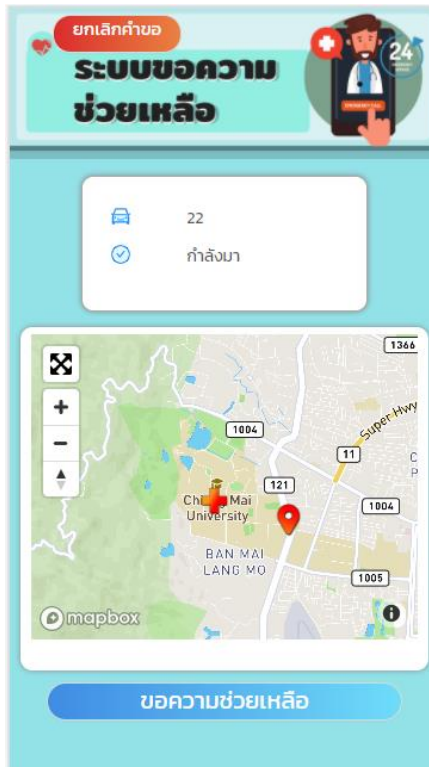 ยกเลิกคำขอ
ระบบขอความ
ช่วยเหลือ
24
22
กำลังมา
1366
1004
Super Hwy
11
121
Mai
University
1004
BAN MAI
LANG MO
1005
mapbox
ขอความช่วยเหลือ